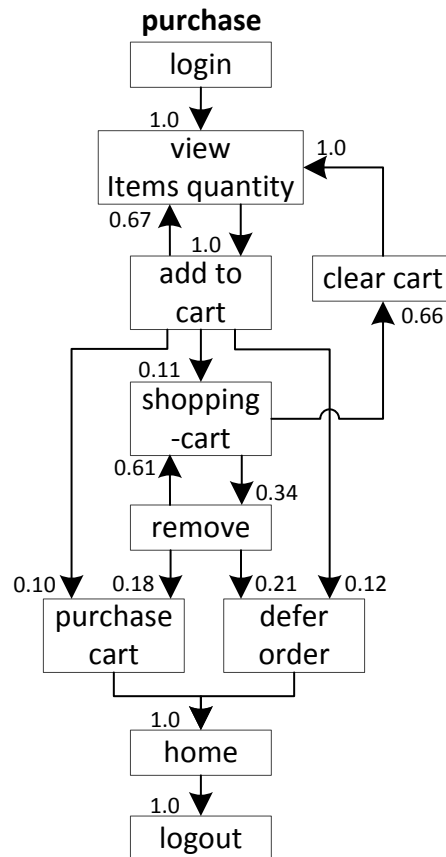 purchase
login
1.0
1.0
view
Items quantity
0.67
1.0
add to
cart
clear cart
0.66
0.11
shopping
-cart
0.61
0.34
remove
0.10
0.18
0.21
0.12
purchase
cart
defer
order
1.0
home
1.0
logout